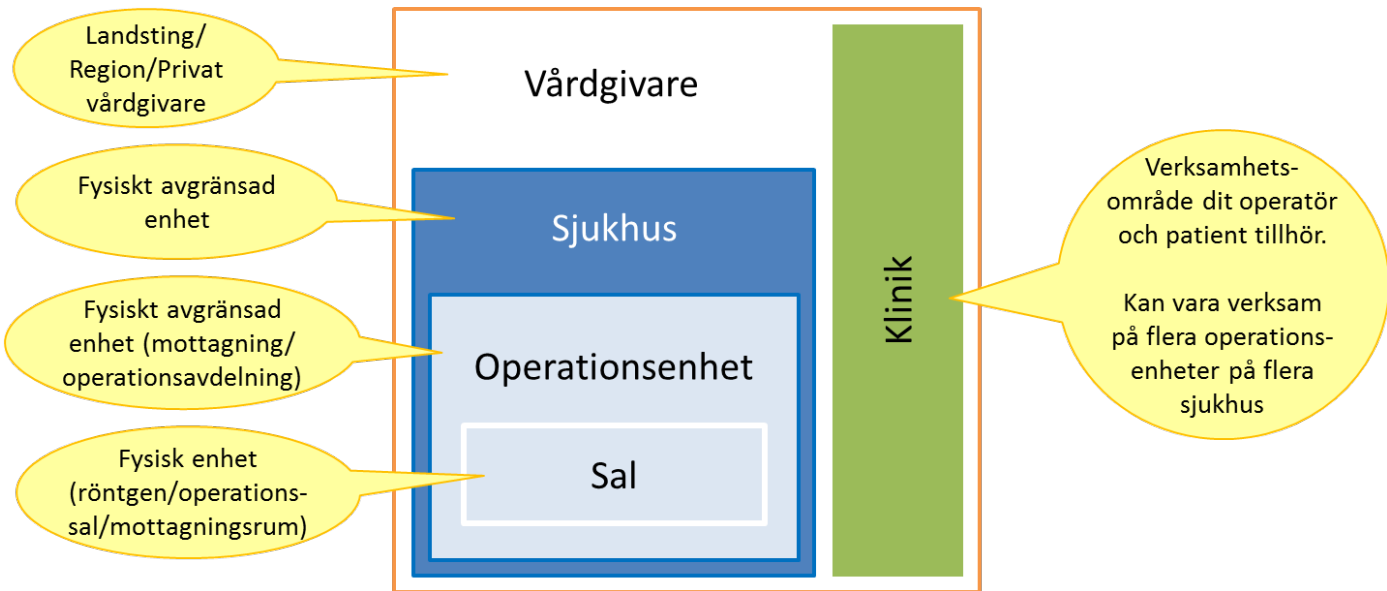 Landsting/
Region/Privat
vårdgivare
Vårdgivare
Fysiskt avgränsad
enhet
Sjukhus
Fysiskt avgränsad
enhet (mottagning/
operationsavdelning)
Operationsenhet
Fysisk enhet
(röntgen/operations-
sal/mottagningsrum)
Sal
Klinik
Verksamhets-
område dit operatör
och patient tillhör.
Kan vara verksam
på flera operations-
enheter på flera
sjukhus